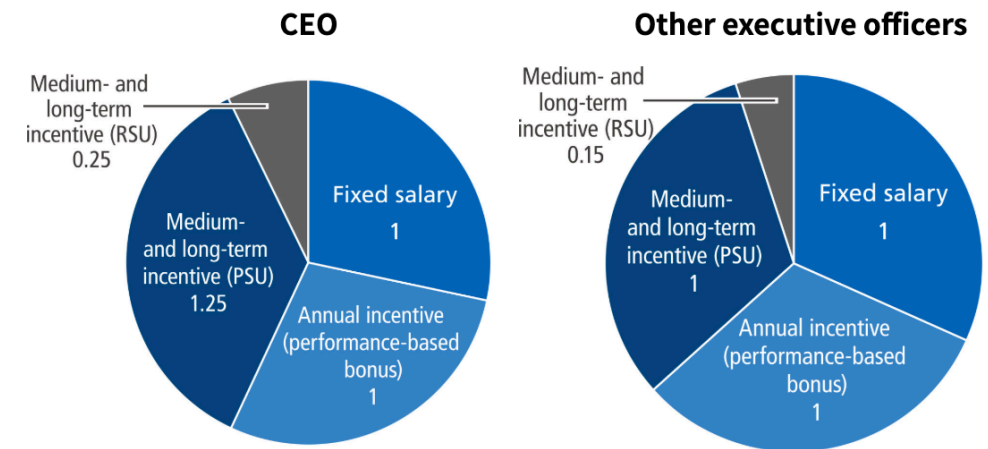 CEO
Medium- and
long-term
incentive (RSU)
0.25
Fixed salary
1
Medium-
and long-term
incentive (PSU)
1.25
Annual incentive
(performance-based
bonus)
1
Other executive officers
Medium- and
long-term
incentive (RSU)
0.15
Fixed salary
1
Medium-
and long-term
incentive (PSU)
1
Annual incentive
(performance-based
bonus)
1